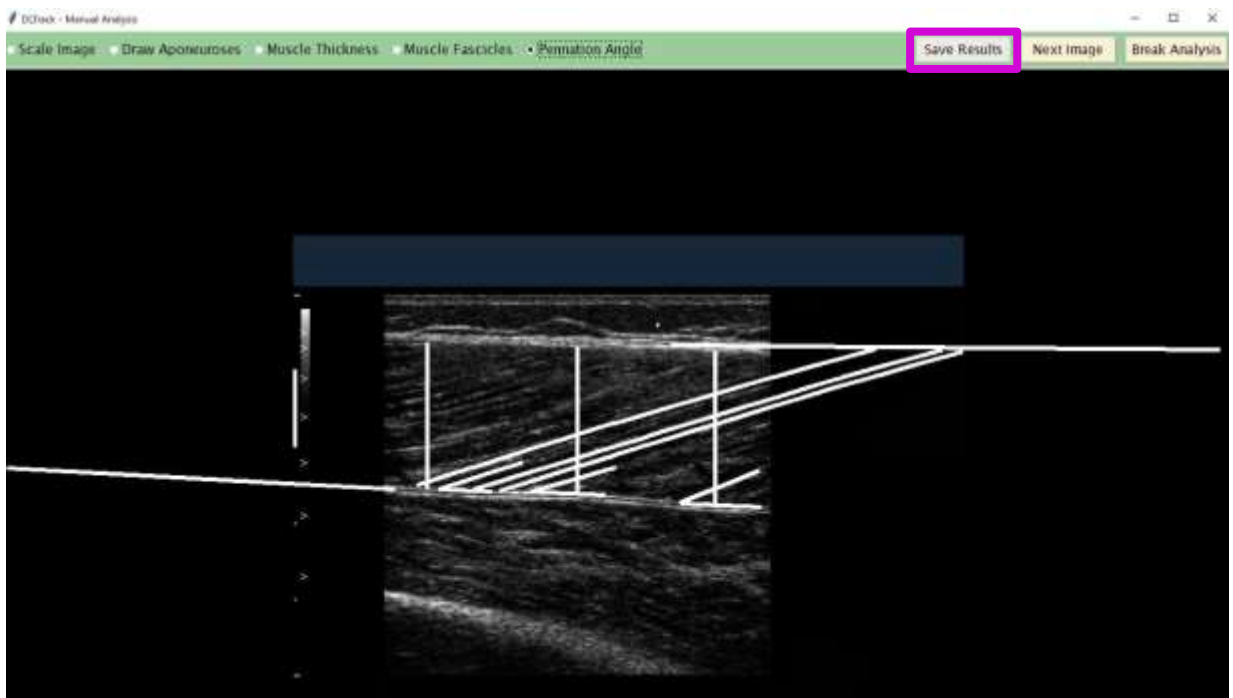 DLTrack - Manual Analysis
Scale Image Draw Aponeuroses Muscle Thickness Muscle Fascicles Pennation Angle Save Results Next Image Break Analysis